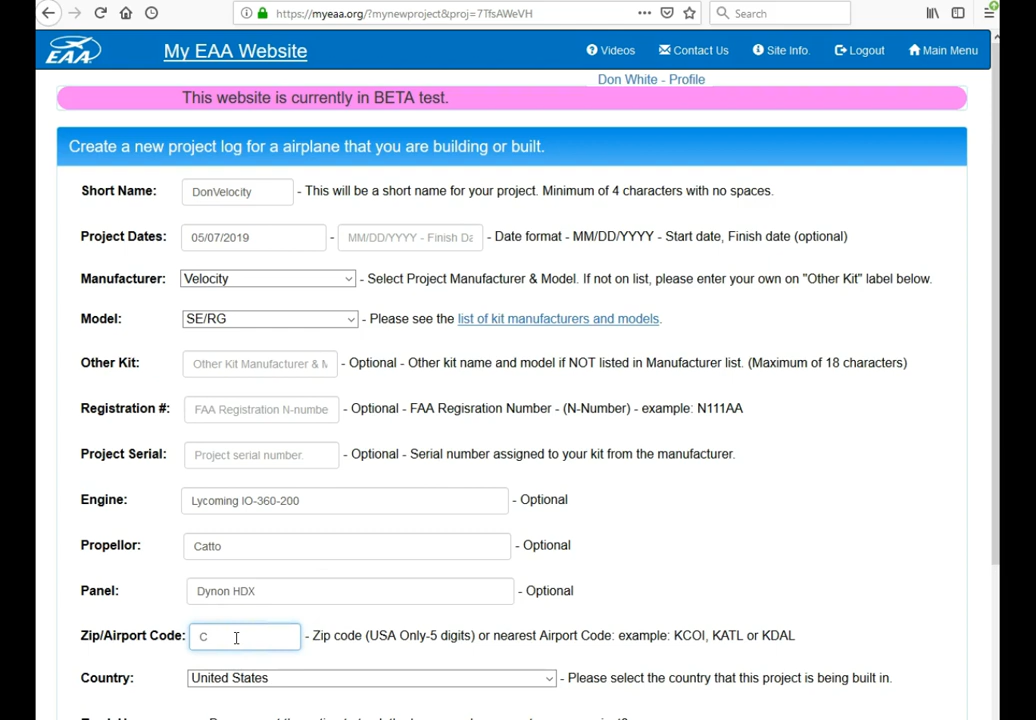 https://myeaa.org/?mynewproject&proj=7TfsAWeVH
Search
EAA
My EAA Website
Videos
Contact Us
Site Info.
Logout
Main Menu
Don White - Profile
This website is currently in BETA test.
Create a new project log for a airplane that you are building or built.
Short Name: DonVelocity - This will be a short name for your project. Minimum of 4 characters with no spaces.
Project Dates: 05/07/2019 - MM/DD/YYYY - Finish Da - Date format - MM/DD/YYYY - Start date, Finish date (optional)
Manufacturer: Velocity - Select Project Manufacturer & Model. If not on list, please enter your own on "Other Kit" label below.
Model: SE/RG - Please see the list of kit manufacturers and models.
Other Kit: Other Kit Manufacturer & M - Optional - Other kit name and model if NOT listed in Manufacturer list. (Maximum of 18 characters)
Registration #: FAA Registration N-numbe - Optional - FAA Regisration Number - (N-Number) - example: N111AA
Project Serial: Project serial number. - Optional - Serial number assigned to your kit from the manufacturer.
Engine: Lycoming IO-360-200 - Optional
Propellor: Catto - Optional
Panel: Dynon HDX - Optional
Zip/Airport Code: C - Zip code (USA Only-5 digits) or nearest Airport Code: example: KCOI, KATL or KDAL
Country: United States - Please select the country that this project is being built in.